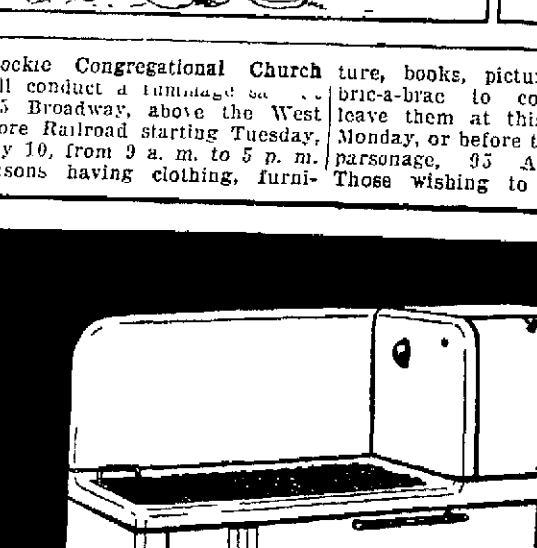 ockie Congregational Church
ll conduct a rummage sa
5 Broadway, above the West
ore Railroad starting Tuesday,
y 10, from 9 a. m. to 5 p. m.
sons having clothing, furni-
ture, books, pictu
bric-a-brac to co
leave them at this
Monday, or before t
parsonage, 95 A
Those wishing to